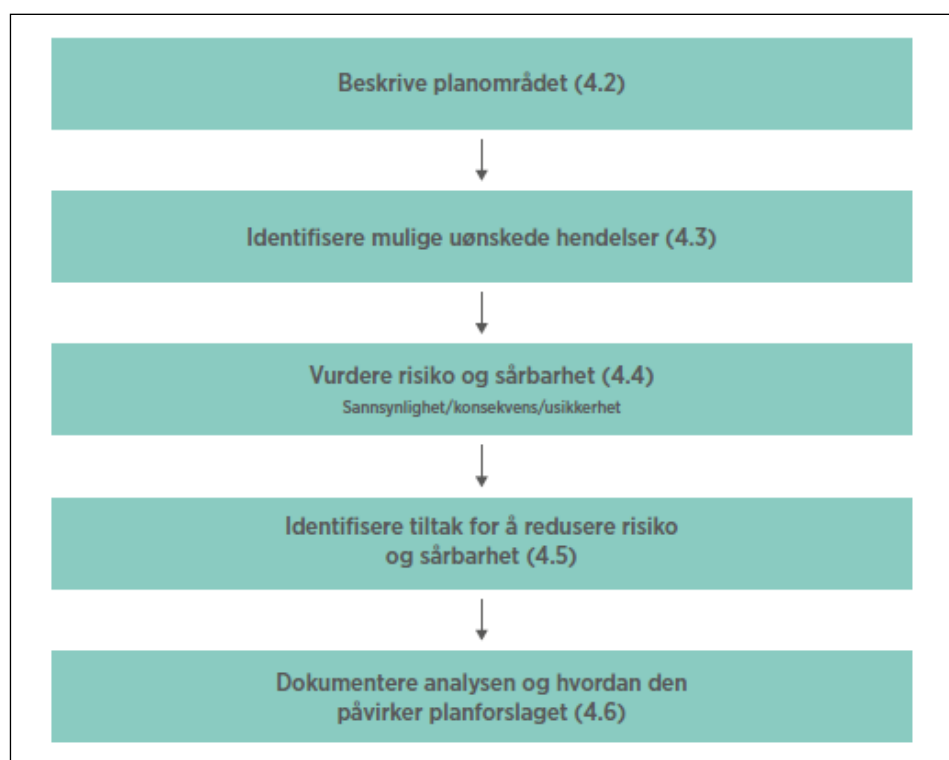 Beskrive planområdet (4.2)
Identifisere mulige uønskede hendelser (4.3)
Vurdere risiko og sårbarhet (4.4)
Sannsynlighet/konsekvens/usikkerhet
Identifisere tiltak for å redusere risiko
og sårbarhet (4.5)
Dokumentere analysen og hvordan den
påvirker planforslaget (4.6)